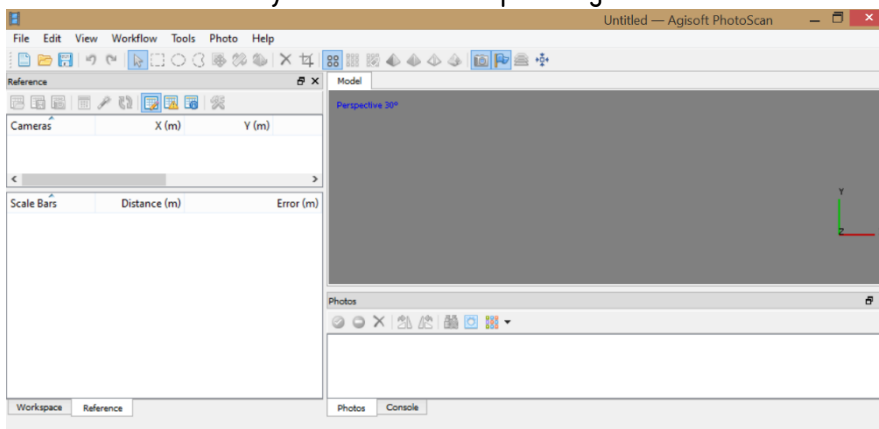 Untitled — Agisoft PhotoScan
File Edit View Workflow Tools Photo Help
Reference
Model
Perspective 30°
Cameras X (m) Y (m)
Y
Scale Bars Distance (m) Error (m)
Z
Photos
Workspace Reference
Photos Console